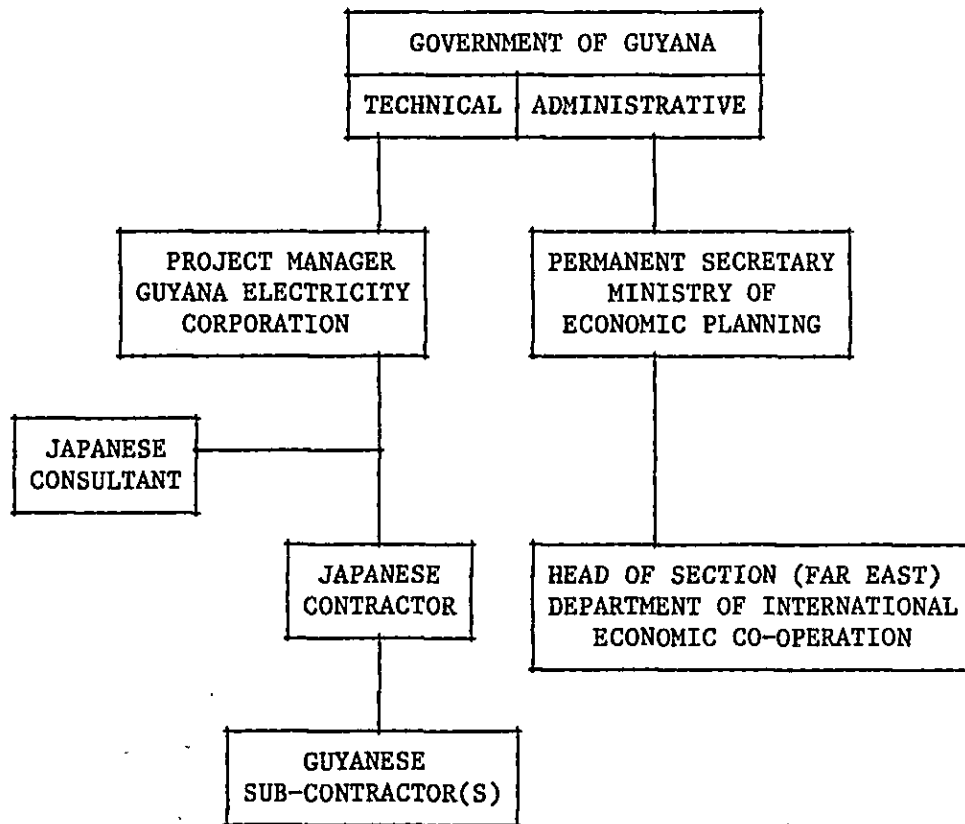 GOVERNMENT OF GUYANA
TECHNICAL
ADMINISTRATIVE
PROJECT MANAGER
GUYANA ELECTRICITY
CORPORATION
PERMANENT SECRETARY
MINISTRY OF
ECONOMIC PLANNING
JAPANESE
CONSULTANT
JAPANESE
CONTRACTOR
HEAD OF SECTION (FAR EAST)
DEPARTMENT OF INTERNATIONAL
ECONOMIC CO-OPERATION
GUYANESE
SUB-CONTRACTOR(S)